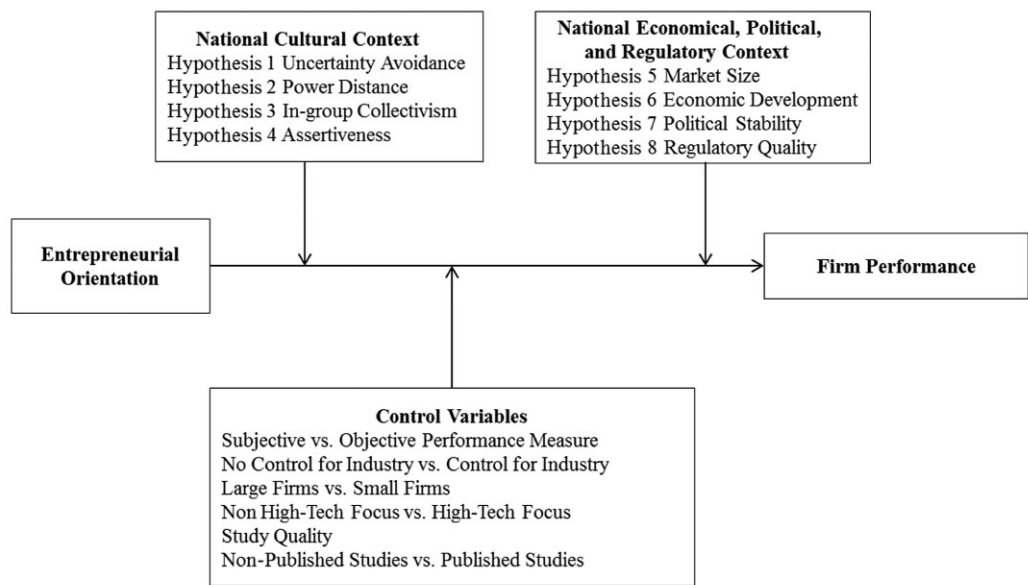 National Cultural Context
Hypothesis 1 Uncertainty Avoidance
Hypothesis 2 Power Distance
Hypothesis 3 In-group Collectivism
Hypothesis 4 Assertiveness
National Economical, Political,
and Regulatory Context
Hypothesis 5 Market Size
Hypothesis 6 Economic Development
Hypothesis 7 Political Stability
Hypothesis 8 Regulatory Quality
Entrepreneurial
Orientation
Firm Performance
Control Variables
Subjective vs. Objective Performance Measure
No Control for Industry vs. Control for Industry
Large Firms vs. Small Firms
Non High-Tech Focus vs. High-Tech Focus
Study Quality
Non-Published Studies vs. Published Studies